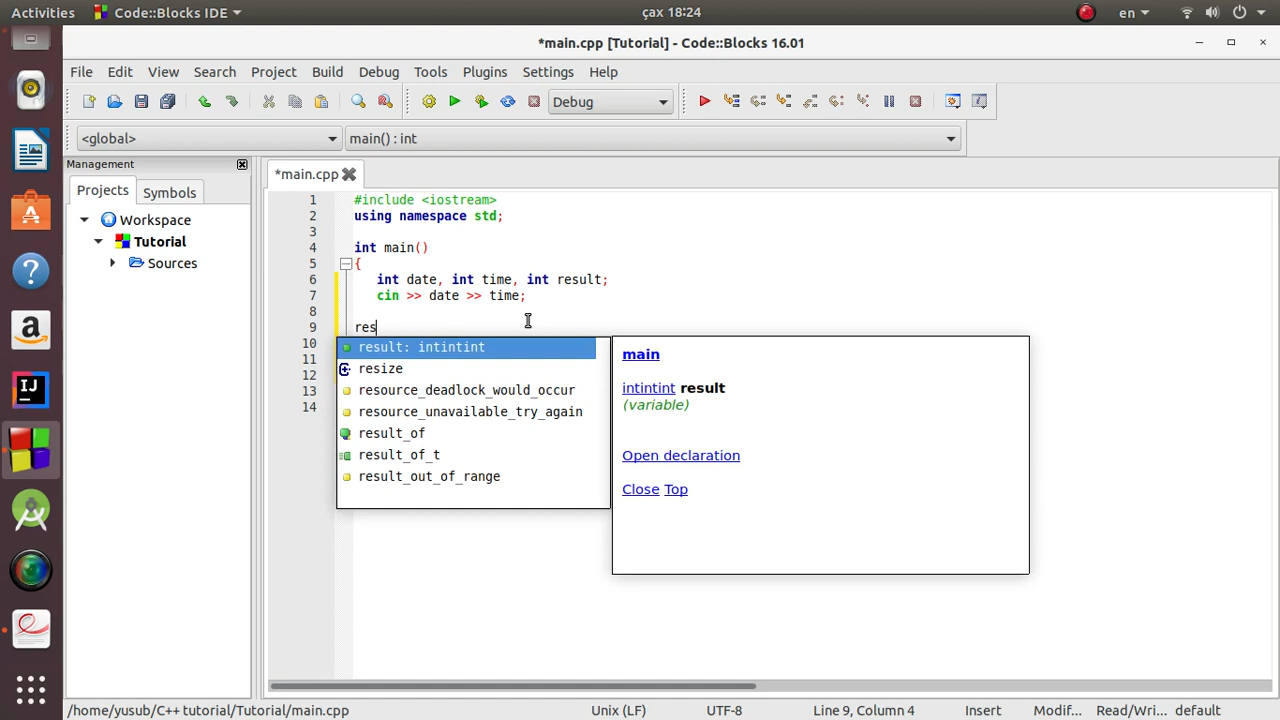 Activities Code::Blocks IDE çax 18:24 en
*main.cpp [Tutorial] - Code::Blocks 16.01
File Edit View Search Project Build Debug Tools Plugins Settings Help
Debug
<global> main() : int
Management
*main.cpp
Projects Symbols
Workspace
Tutorial
Sources
1 #include <iostream>
2 using namespace std;
3
4 int main()
5 {
6 int date, int time, int result;
7 cin >> date >> time;
8
9 res
10
11
12
13
14
result: intintint
resize
resource_deadlock_would_occur
resource_unavailable_try_again
result_of
result_of_t
result_out_of_range
main
intintint result
(variable)
Open declaration
Close Top
/home/yusub/C++ tutorial/Tutorial/main.cpp Unix (LF) UTF-8 Line 9, Column 4 Insert Modif... Read/Wri... default